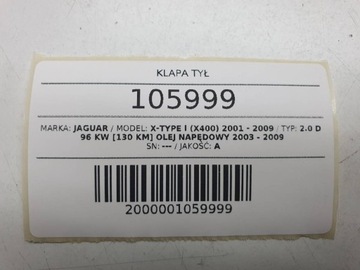 KLAPA TYŁ
105999
MARKA: JAGUAR / MODEL: X-TYPE I (X400) 2001 - 2009 / TYP: 2.0 D
96 KW [130 KM] OLEJ NAPĘDOWY 2003 - 2009
SN: --- / JAKOŚĆ: A
2000001059999